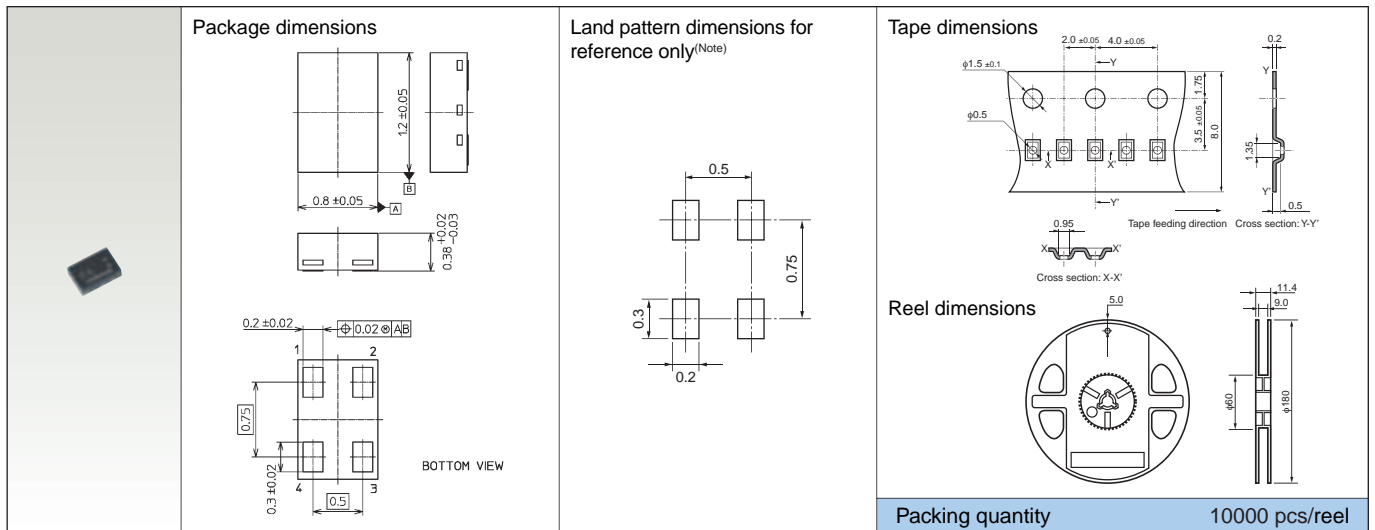 Package dimensions
1.2 ±0.05
B
0.8 ±0.05
A
0.38 +0.02 -0.03
0.2 ±0.02
⌖ 0.02 Ⓜ A B
1
2
0.75
0.3 ±0.02
4
3
0.5
BOTTOM VIEW
Land pattern dimensions for
reference only(Note)
0.5
0.75
0.3
0.2
Tape dimensions
2.0 ±0.05
4.0 ±0.05
Y
φ1.5 ±0.1
φ0.5
X
X'
1.75
3.5 ±0.05
8.0
Y'
0.2
Y
1.35
Y'
0.5
Tape feeding direction
Cross section: Y-Y'
0.95
X
X'
Cross section: X-X'
Reel dimensions
5.0
11.4
9.0
φ60
φ180
Packing quantity 10000 pcs/reel